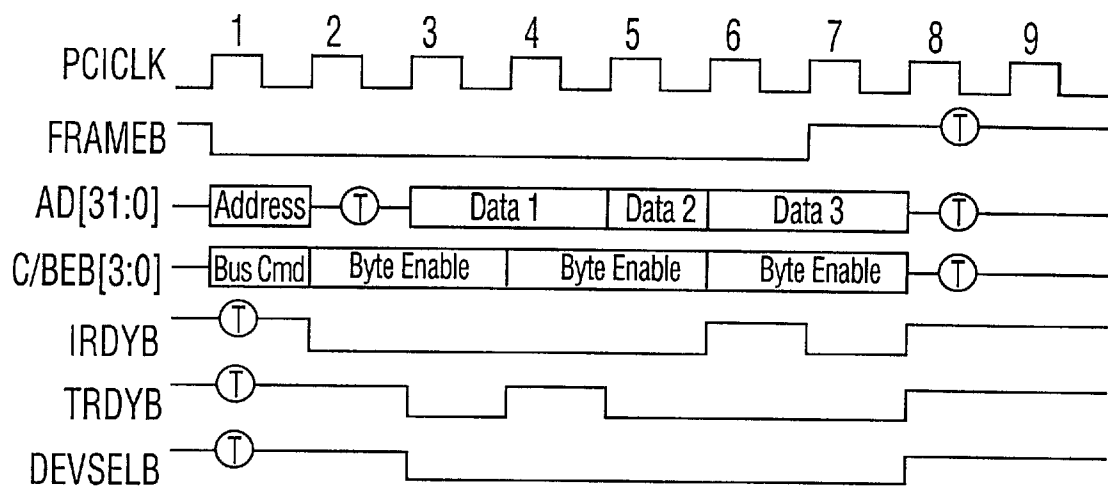 1 2 3 4 5 6 7 8 9
PCICLK
FRAMEB T
AD[31:0] Address T Data 1 Data 2 Data 3 T
C/BEB[3:0] Bus Cmd Byte Enable Byte Enable Byte Enable T
IRDYB T
TRDYB T
DEVSELB T